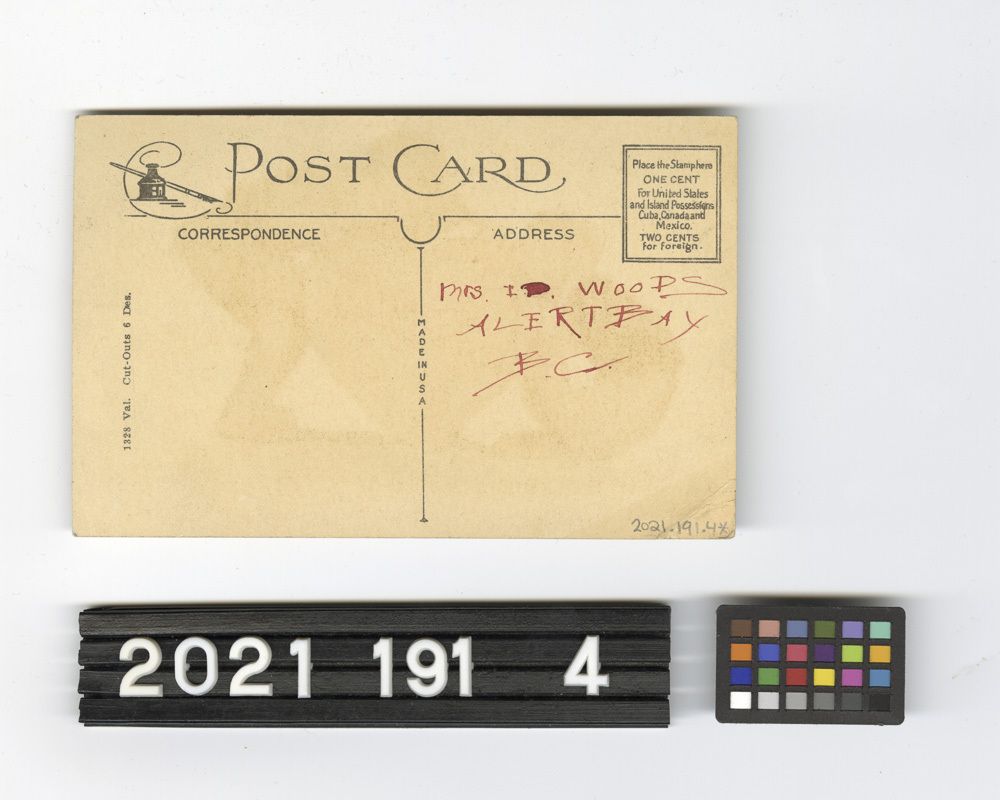 POST CARD
CORRESPONDENCE
ADDRESS
Place the Stamp here
ONE CENT
For United States
and Island Possessions
Cuba, Canada and
Mexico.
TWO CENTS
for Foreign.
Mrs. WOODS
ALERT BAY
B.C.
MADE IN USA
1328 Val. Cut-Outs 6 Des.
2021.191.4
2021 191 4